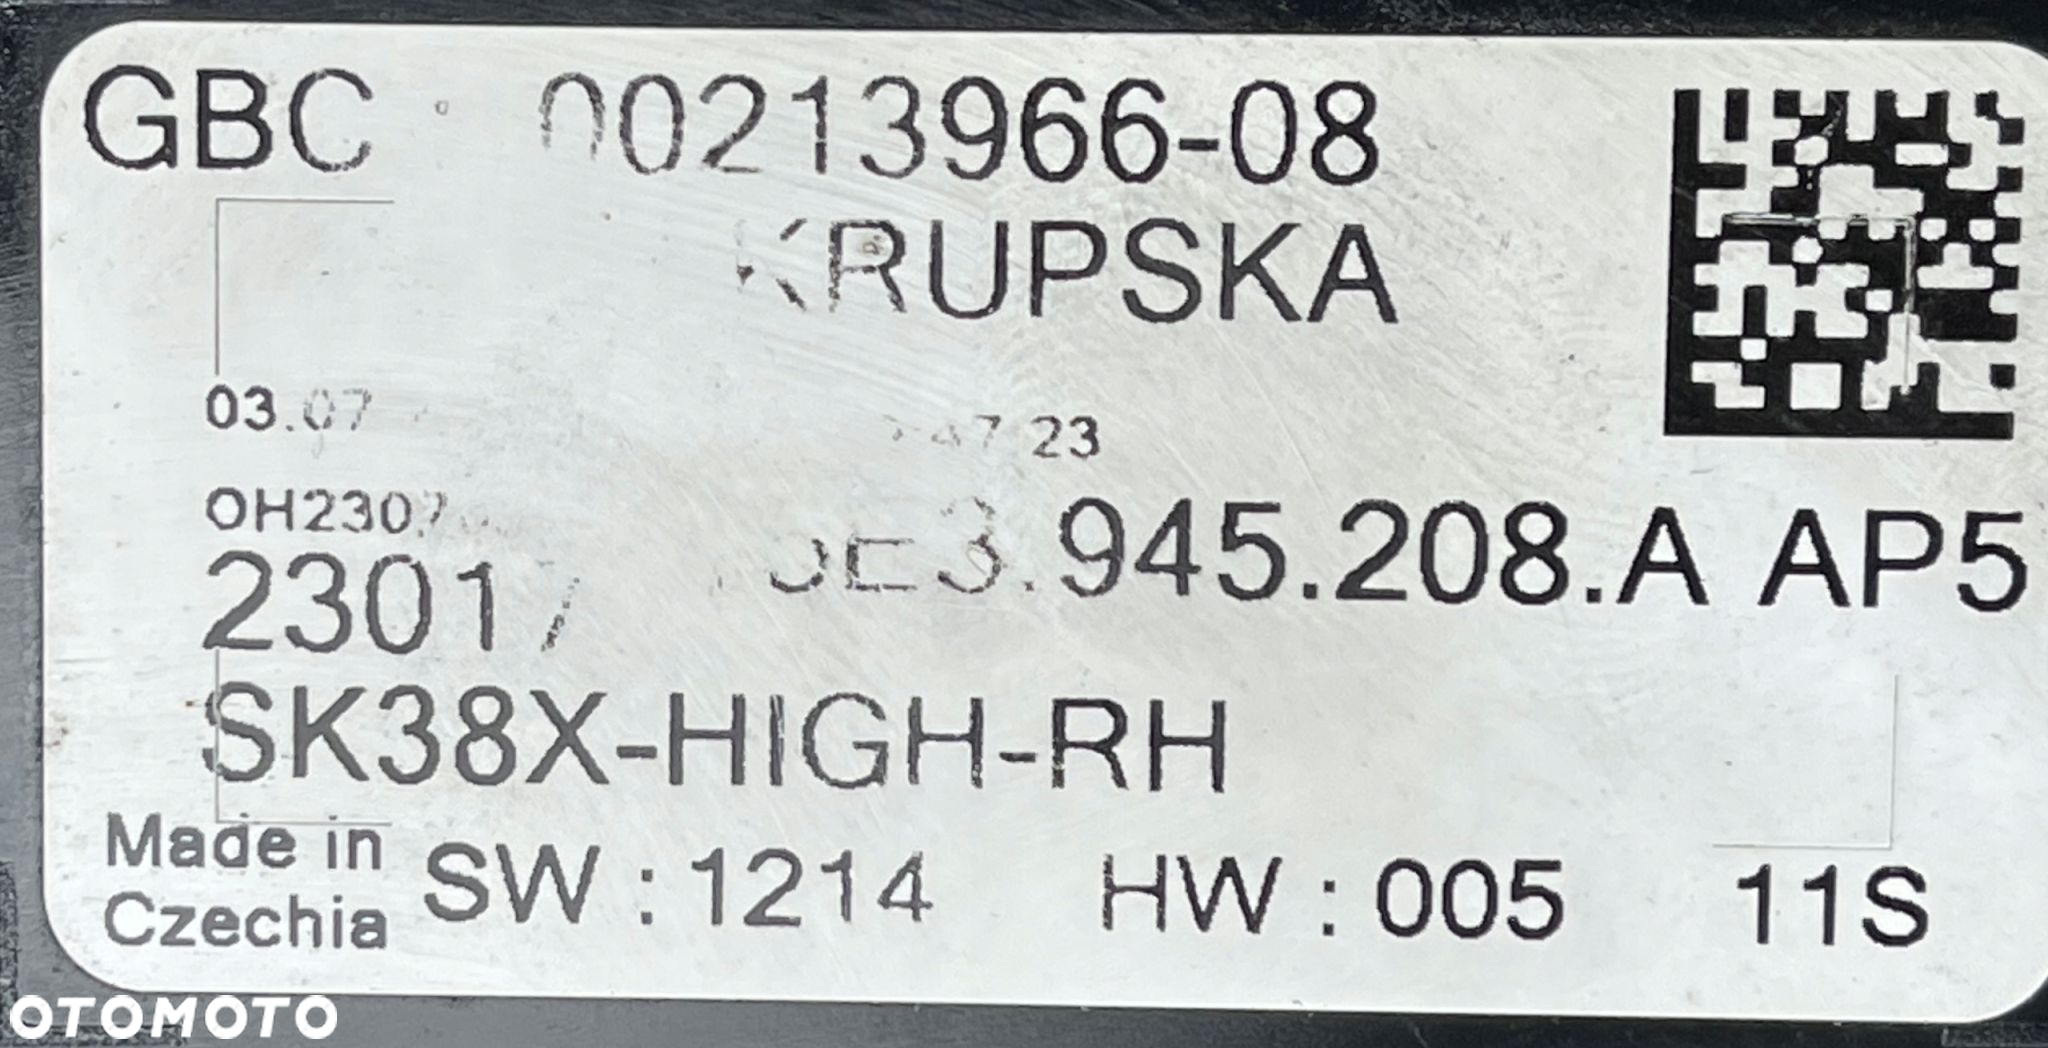 GBC 00213966-08
KRUPSKA
03.07 47 23
OH2307
2301 .945.208.A AP5
SK38X-HIGH-RH
Made in
Czechia
SW : 1214 HW : 005 11S
OTOMOTO